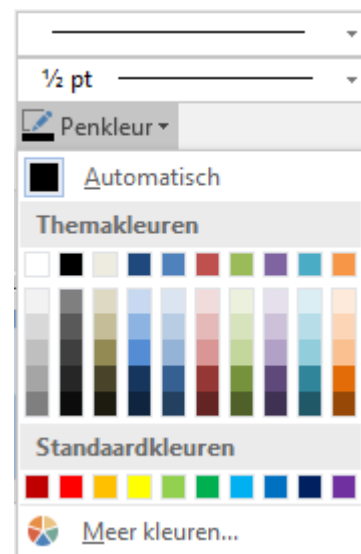 ½ pt
Penkleur
Automatisch
Themakleuren
Standaardkleuren
Meer kleuren...